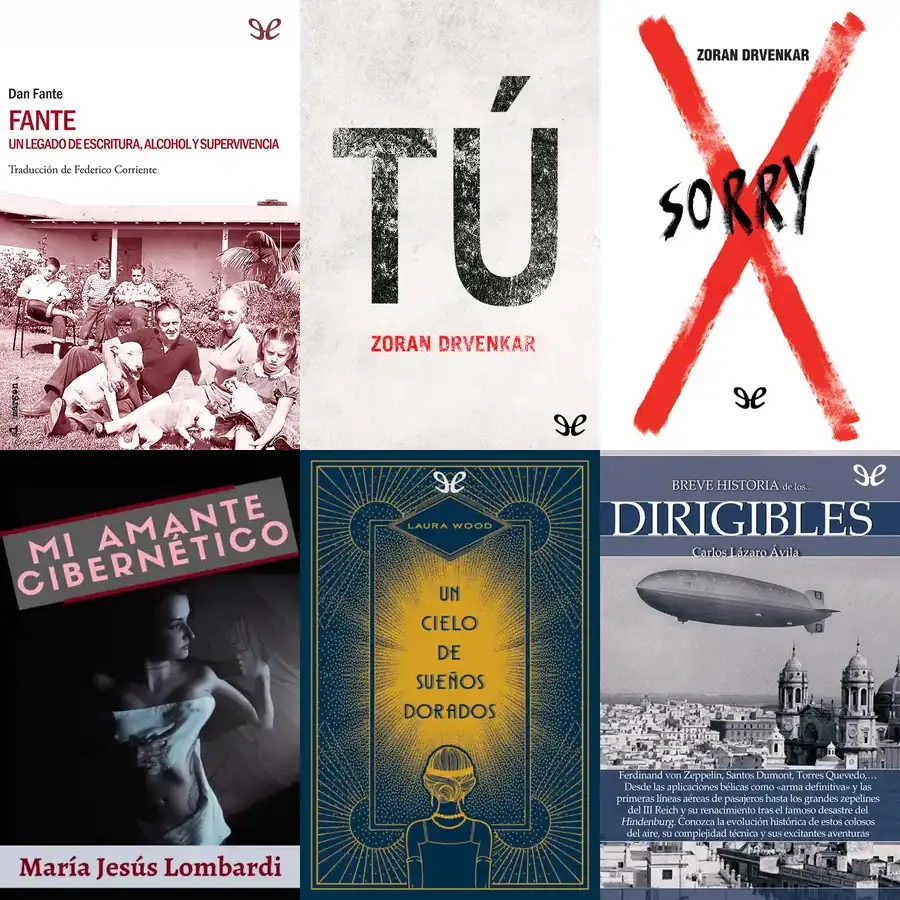 Dan Fante
FANTE
UN LEGADO DE ESCRITURA, ALCOHOL Y SUPERVIVENCIA
Traducción de Federico Corriente
el margen
TÚ
ZORAN DRVENKAR
ZORAN DRVENKAR
SORRY
MI AMANTE
CIBERNÉTICO
María Jesús Lombardi
LAURA WOOD
UN
CIELO
DE
SUEÑOS
DORADOS
BREVE HISTORIA de los...
DIRIGIBLES
Carlos Lázaro Ávila
Ferdinand von Zeppelin, Santos Dumont, Torres Quevedo,...
Desde las aplicaciones bélicas como «arma definitiva» y las
primeras líneas aéreas de pasajeros hasta los grandes zepelines
del III Reich y su renacimiento tras el famoso desastre del
Hindenburg. Conozca la evolución histórica de estos colosos
del aire, su complejidad técnica y sus excitantes aventuras